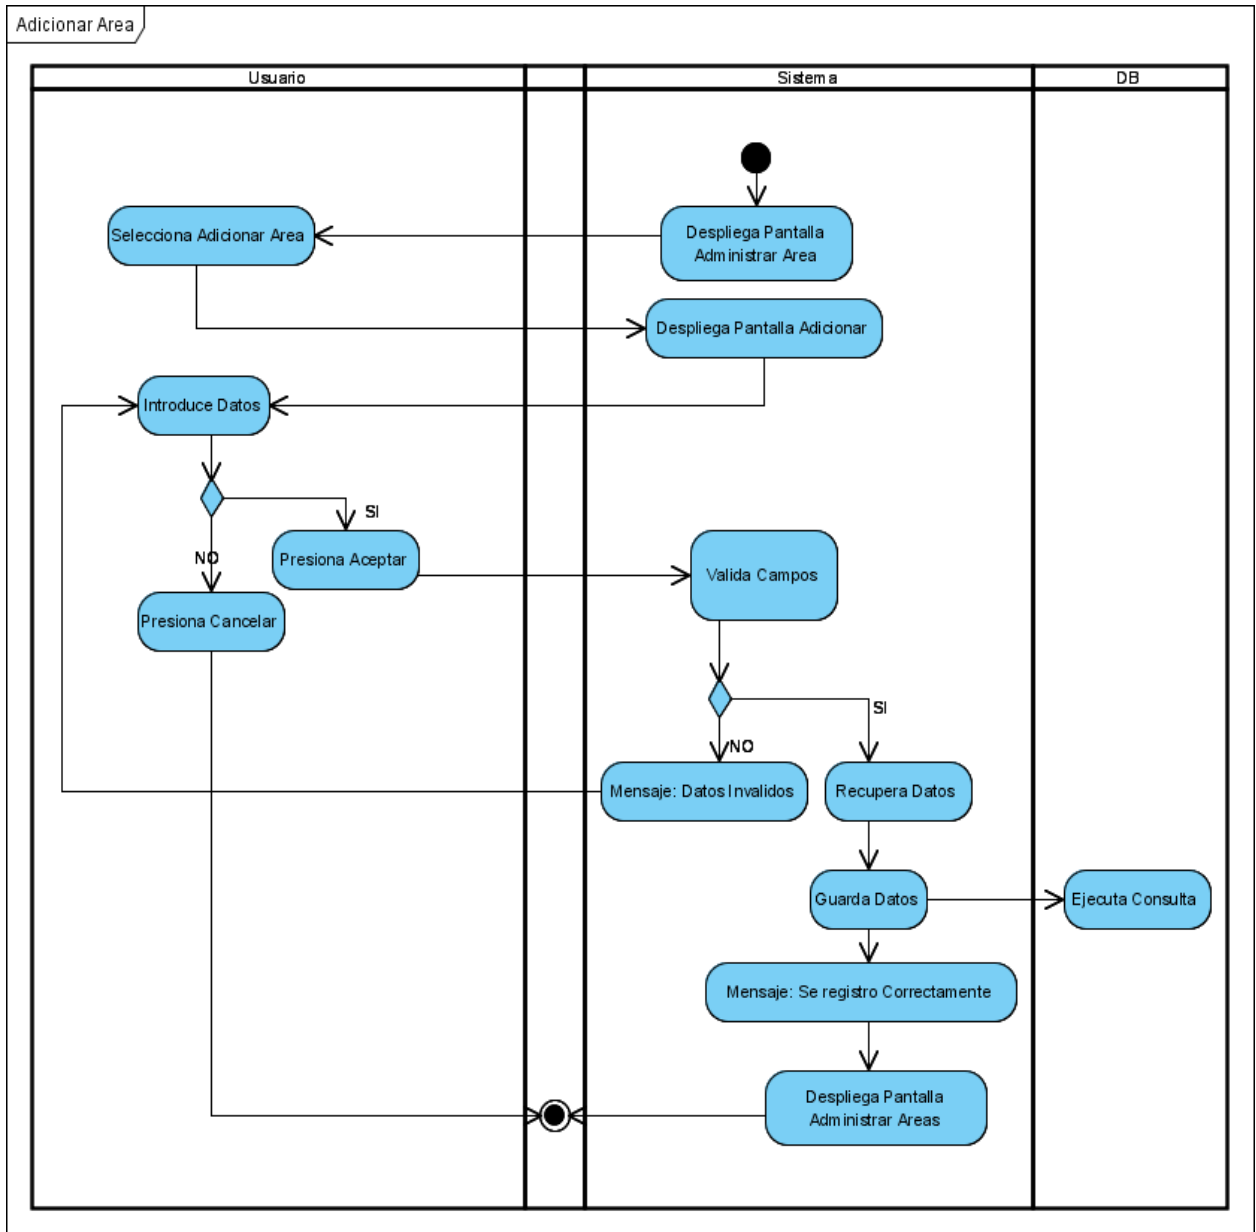 Adicionar Area
Usuario
Sistema
DB
Despliega Pantalla
Administrar Area
Selecciona Adicionar Area
Despliega Pantalla Adicionar
Introduce Datos
SI
NO
Presiona Aceptar
Valida Campos
Presiona Cancelar
SI
NO
Mensaje: Datos Invalidos
Recupera Datos
Guarda Datos
Ejecuta Consulta
Mensaje: Se registro Correctamente
Despliega Pantalla
Administrar Areas